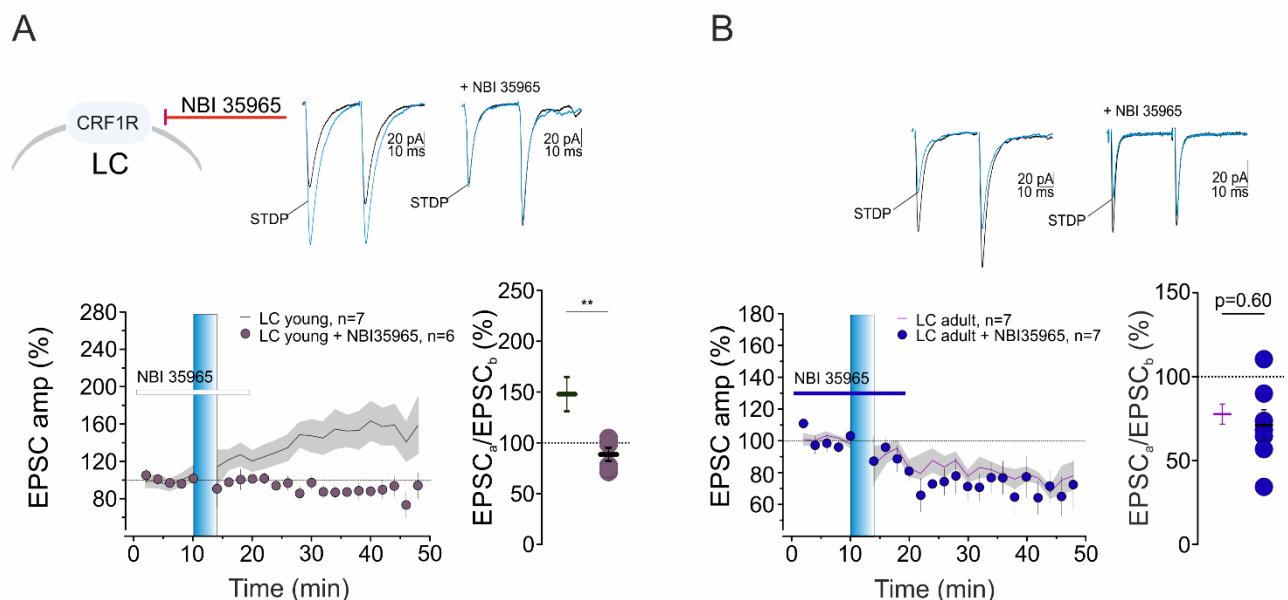 A
NBI 35965
CRF1R
LC
20 pA
10 ms
STDP
+ NBI 35965
20 pA
10 ms
STDP
EPSC amp (%)
280
240
200
160
120
80
LC young, n=7
LC young + NBI35965, n=6
NBI 35965
0
10
20
30
40
50
Time (min)
EPSCa/EPSCb (%)
250
200
150
100
50
0
**
B
20 pA
10 ms
STDP
+ NBI 35965
20 pA
10 ms
STDP
EPSC amp (%)
180
160
140
120
100
80
60
LC adult, n=7
LC adult + NBI35965, n=7
NBI 35965
0
10
20
30
40
50
Time (min)
EPSCa/EPSCb (%)
150
100
50
0
p=0.60